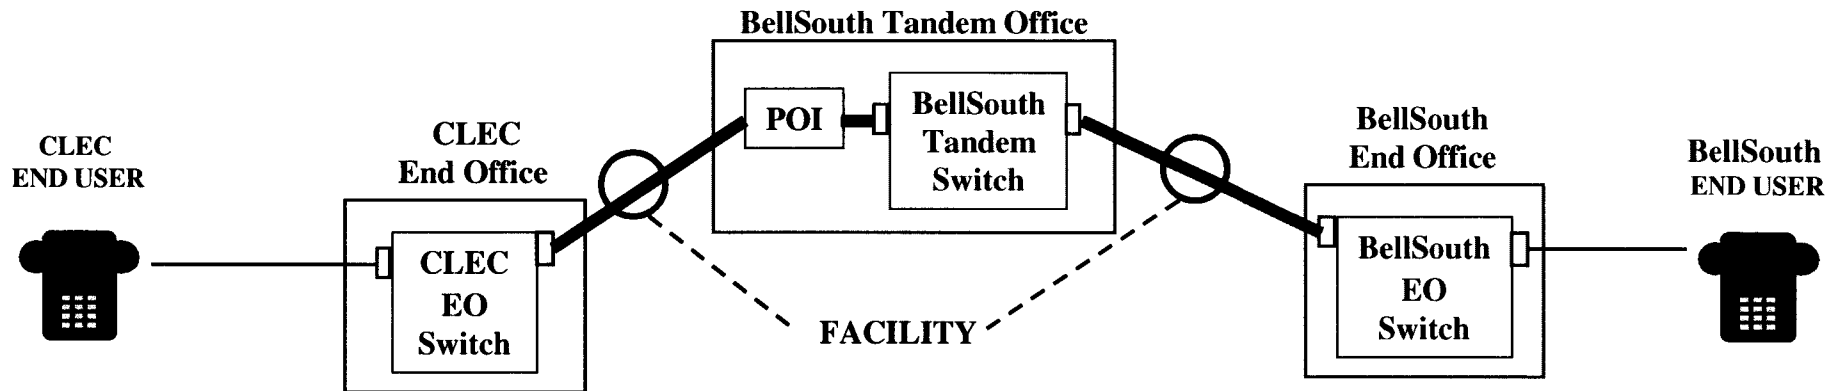 BellSouth Tandem Office
CLEC
END USER
CLEC
End Office
POI
BellSouth
Tandem
Switch
BellSouth
End Office
BellSouth
END USER
CLEC
EO
Switch
FACILITY
BellSouth
EO
Switch